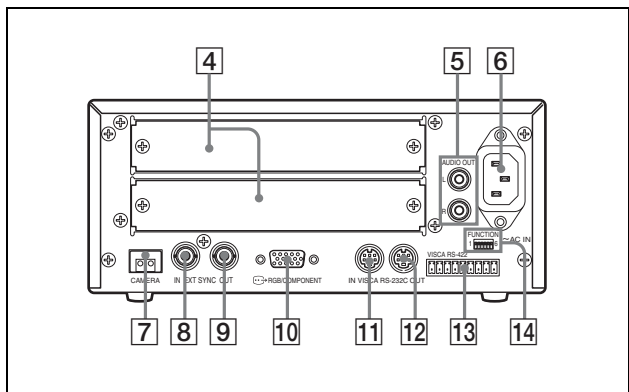 4
5
6
AUDIO OUT
L
R
FUNCTION
1 6
~AC IN
VISCA RS-422
CAMERA
IN EXT SYNC OUT
RGB/COMPONENT
IN VISCA RS-232C OUT
7
8
9
10
11
12
13
14